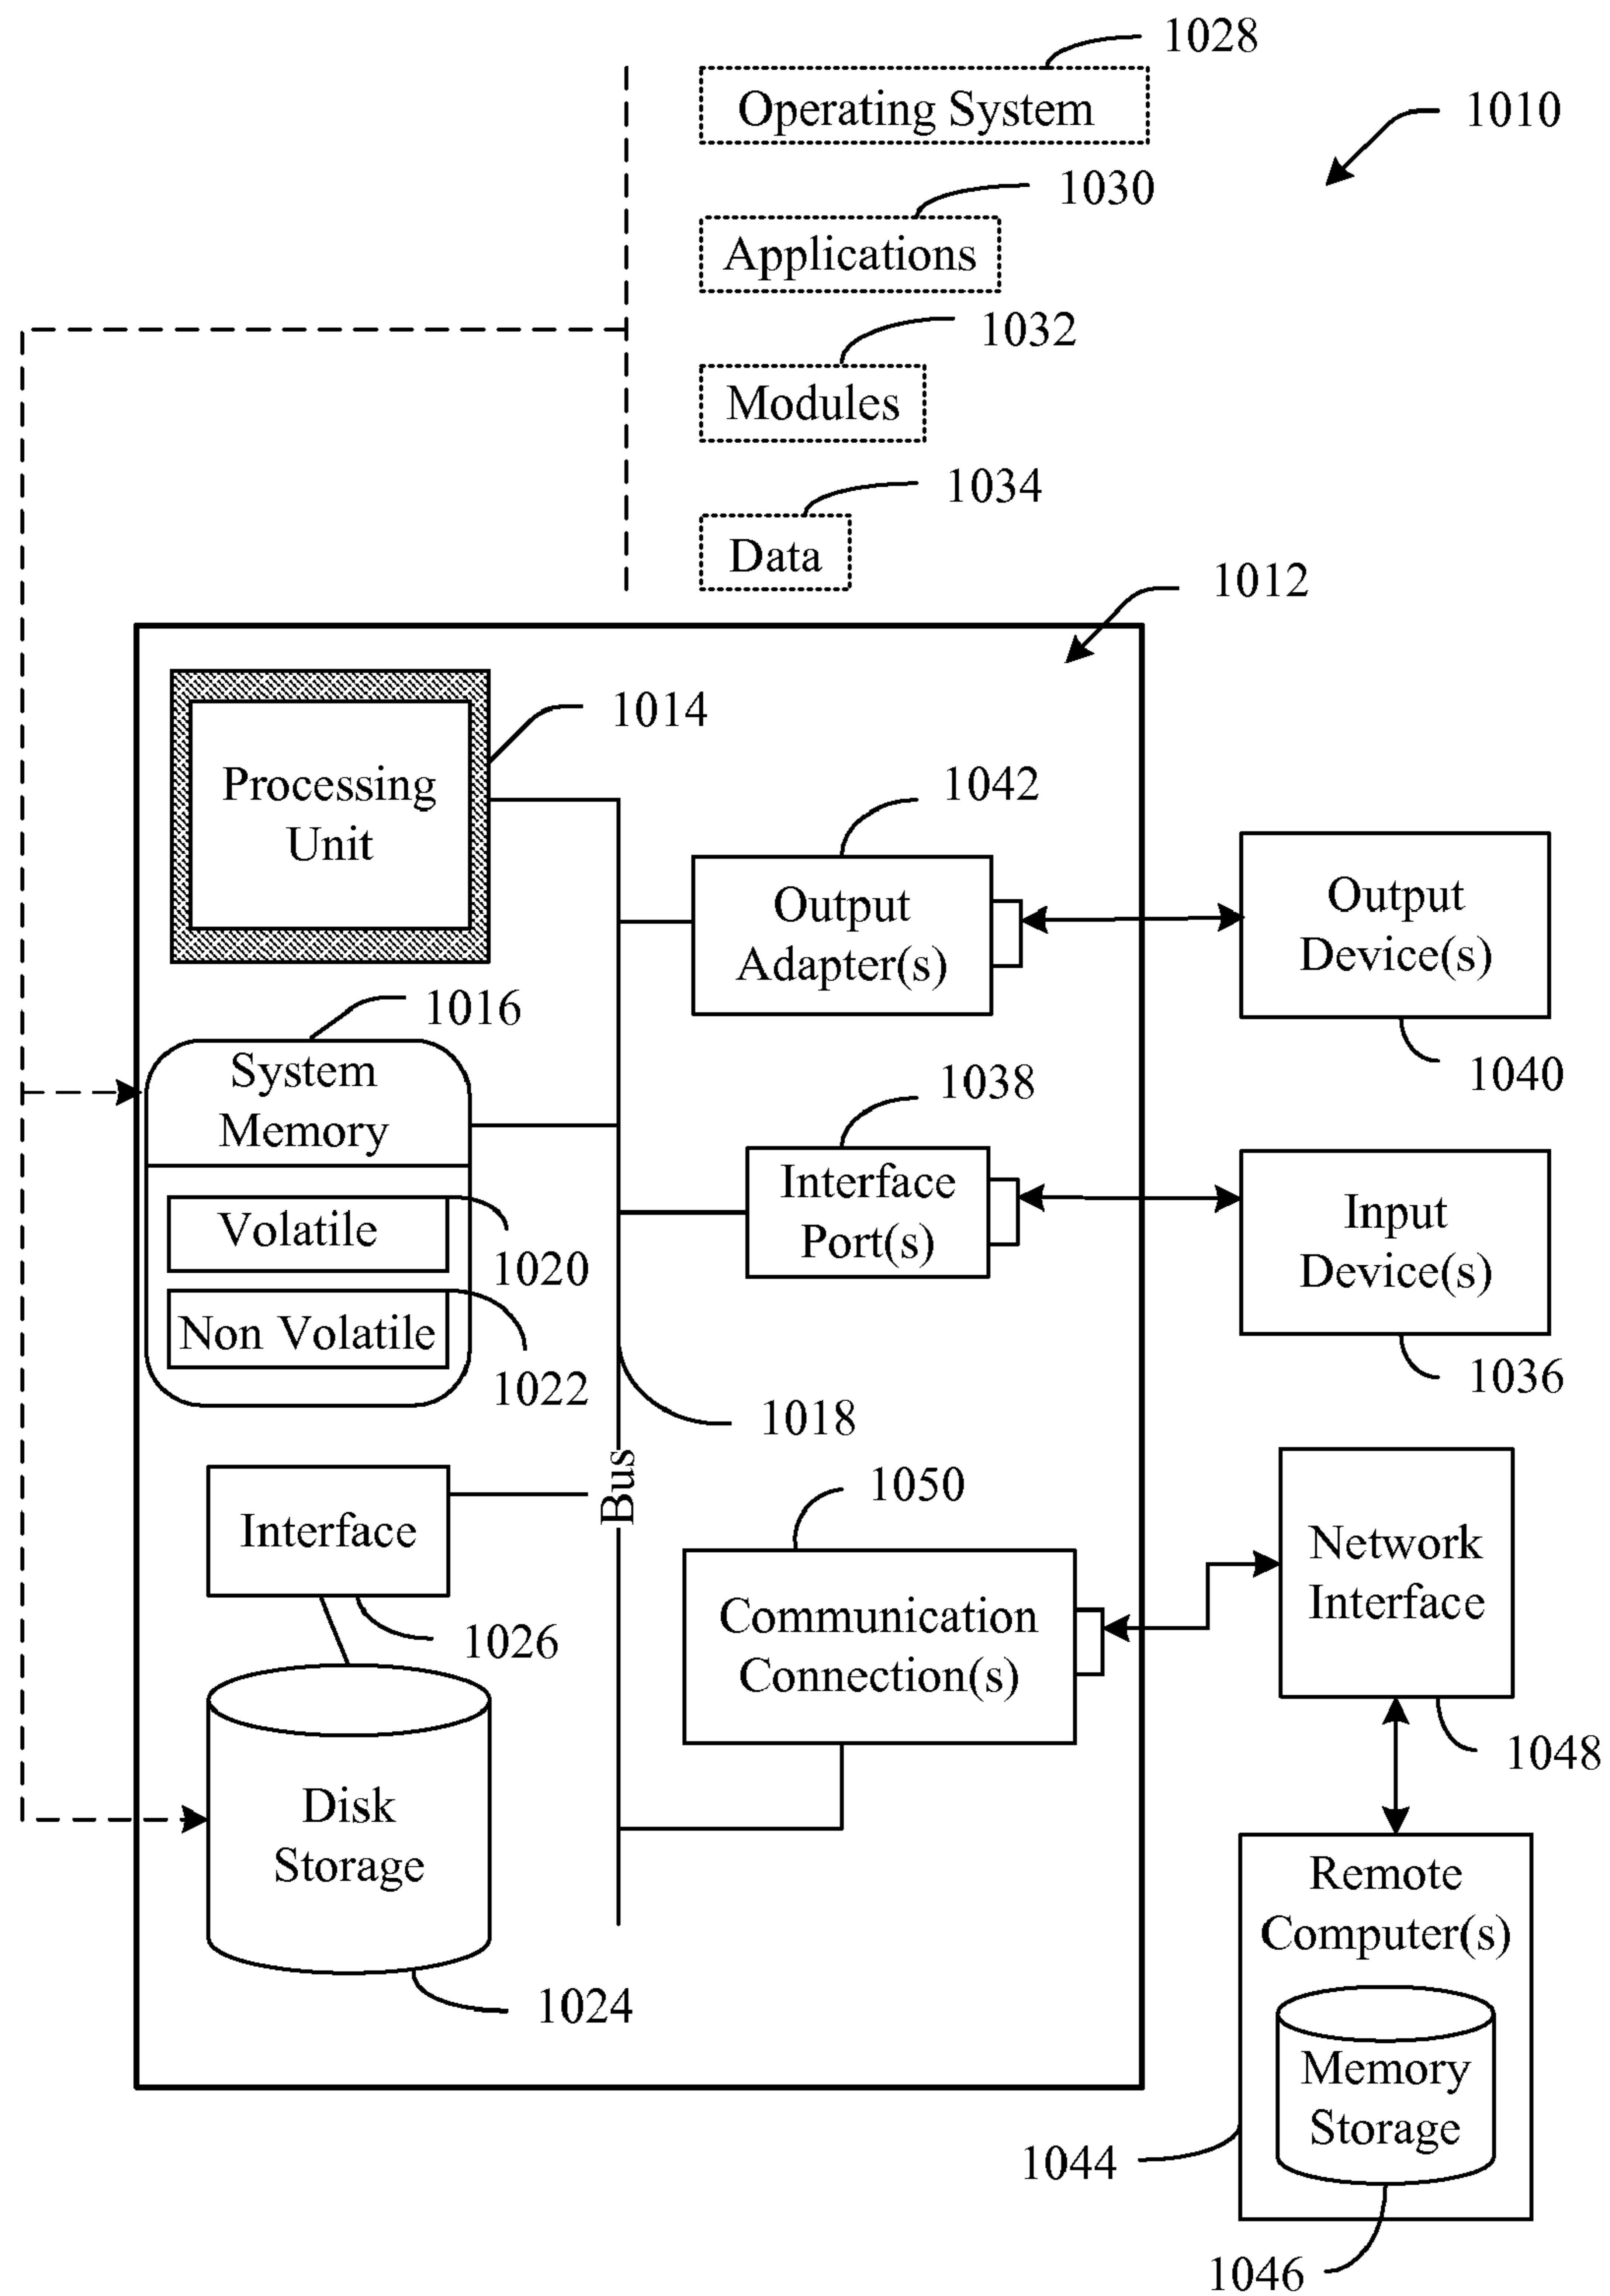 1028
Operating System
1010
1030
Applications
1032
Modules
1034
Data
1012
1014
Processing
Unit
1042
Output
Adapter(s)
Output
Device(s)
1040
1016
System
Memory
1038
Interface
Port(s)
Input
Device(s)
1036
Volatile
1020
Non Volatile
1022
1018
Bus
Interface
1026
1050
Communication
Connection(s)
Network
Interface
1048
Disk
Storage
1024
Remote
Computer(s)
Memory
Storage
1044
1046